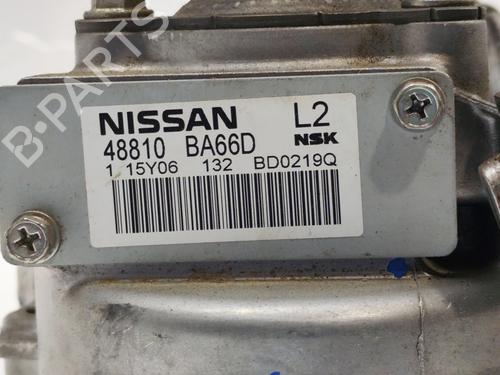 B-PARTS
NISSAN L2
48810 BA66D NSK
1 15Y06 132 BD0219Q